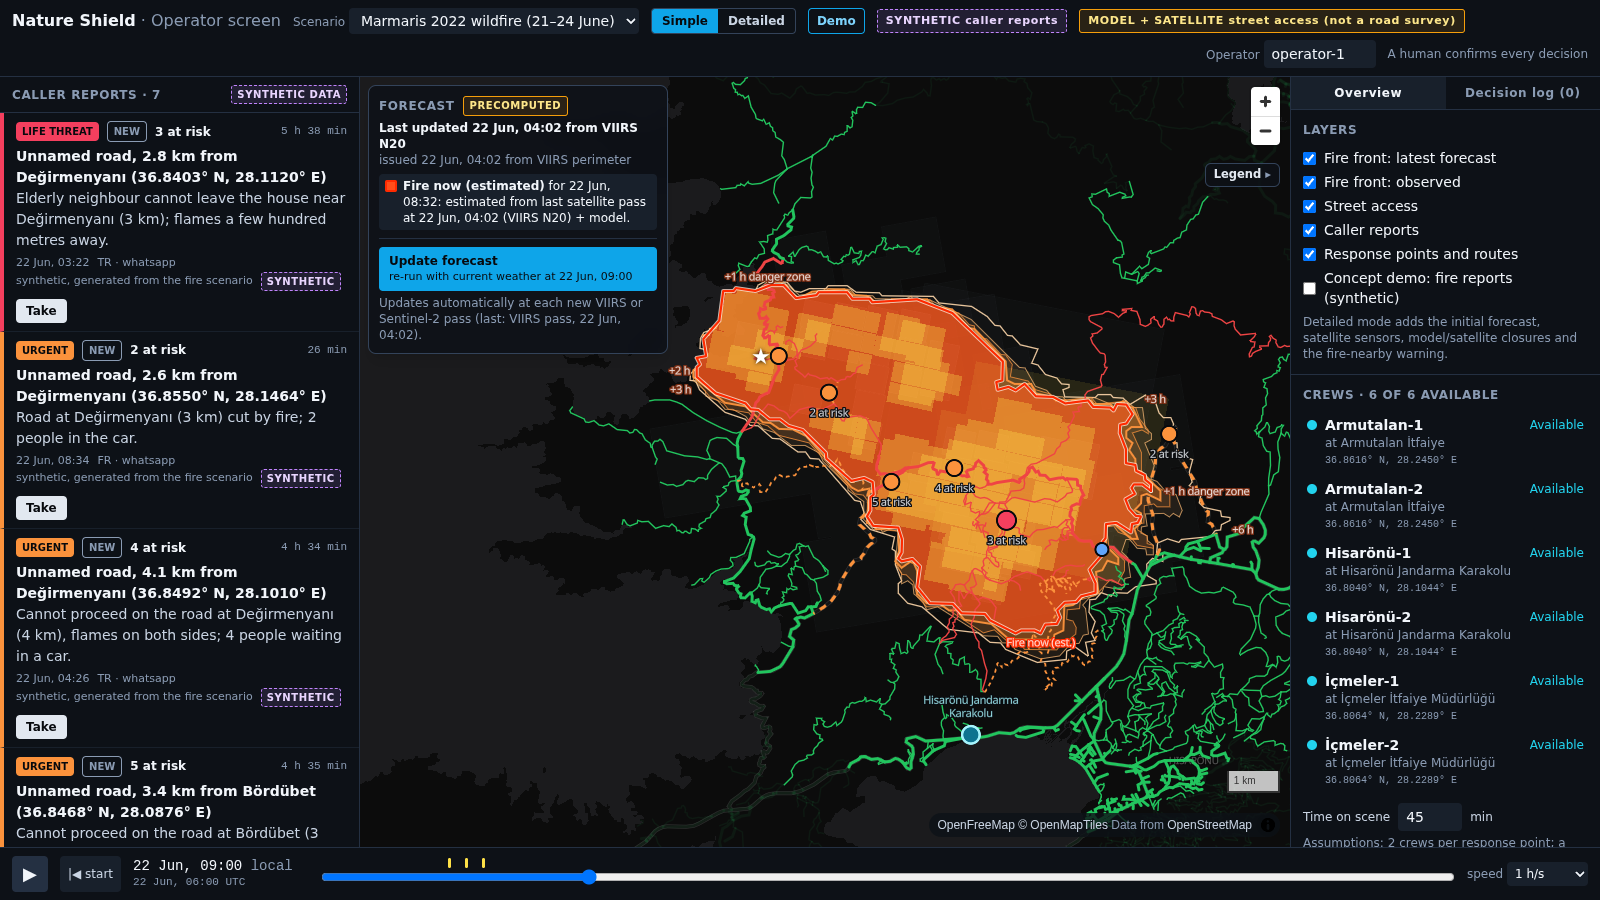 Nature Shield · Operator screen
Scenario
Marmaris 2022 wildfire (21–24 June)
Simple
Detailed
Demo
SYNTHETIC caller reports
MODEL + SATELLITE street access (not a road survey)
Operator
operator-1
A human confirms every decision
CALLER REPORTS · 7
SYNTHETIC DATA
LIFE THREAT
NEW
3 at risk
5 h 38 min
Unnamed road, 2.8 km from
Değirmenyanı (36.8403° N, 28.1120° E)
Elderly neighbour cannot leave the house near
Değirmenyanı (3 km); flames a few hundred
metres away.
22 Jun, 03:22 TR · whatsapp
synthetic, generated from the fire scenario
SYNTHETIC
Take
URGENT
NEW
2 at risk
26 min
Unnamed road, 2.6 km from
Değirmenyanı (36.8550° N, 28.1464° E)
Road at Değirmenyanı (3 km) cut by fire; 2
people in the car.
22 Jun, 08:34 FR · whatsapp
synthetic, generated from the fire scenario
SYNTHETIC
Take
URGENT
NEW
4 at risk
4 h 34 min
Unnamed road, 4.1 km from
Değirmenyanı (36.8492° N, 28.1010° E)
Cannot proceed on the road at Değirmenyanı
(4 km), flames on both sides; 4 people waiting
in a car.
22 Jun, 04:26 TR · whatsapp
synthetic, generated from the fire scenario
SYNTHETIC
Take
URGENT
NEW
5 at risk
4 h 35 min
Unnamed road, 3.4 km from Bördübet
(36.8468° N, 28.0876° E)
Cannot proceed on the road at Bördübet (3
FORECAST
PRECOMPUTED
Last updated 22 Jun, 04:02 from VIIRS
N20
issued 22 Jun, 04:02 from VIIRS perimeter
Fire now (estimated) for 22 Jun,
08:32: estimated from last satellite pass
at 22 Jun, 04:02 (VIIRS N20) + model.
Update forecast
re-run with current weather at 22 Jun, 09:00
Updates automatically at each new VIIRS or
Sentinel-2 pass (last: VIIRS pass, 22 Jun,
04:02).
+
−
Legend ▸
+1 h danger zone
+2 h
+3 h
2 at risk
+3 h
2 at risk
4 at risk
5 at risk
+1 h danger zone
3 at risk
+6 h
Fire now (est.)
Hisarönü Jandarma
Karakolu
1 km
OpenFreeMap © OpenMapTiles Data from OpenStreetMap
Overview
Decision log (0)
LAYERS
Fire front: latest forecast
Fire front: observed
Street access
Caller reports
Response points and routes
Concept demo: fire reports
(synthetic)
Detailed mode adds the initial forecast,
satellite sensors, model/satellite closures and
the fire-nearby warning.
CREWS · 6 OF 6 AVAILABLE
Armutalan-1
Available
at Armutalan İtfaiye
36.8616° N, 28.2450° E
Armutalan-2
Available
at Armutalan İtfaiye
36.8616° N, 28.2450° E
Hisarönü-1
Available
at Hisarönü Jandarma Karakolu
36.8040° N, 28.1044° E
Hisarönü-2
Available
at Hisarönü Jandarma Karakolu
36.8040° N, 28.1044° E
İçmeler-1
Available
at İçmeler İtfaiye Müdürlüğü
36.8064° N, 28.2289° E
İçmeler-2
Available
at İçmeler İtfaiye Müdürlüğü
36.8064° N, 28.2289° E
Time on scene
45
min
Assumptions: 2 crews per response point; a
▶
|◀ start
22 Jun, 09:00 local
22 Jun, 06:00 UTC
speed
1 h/s